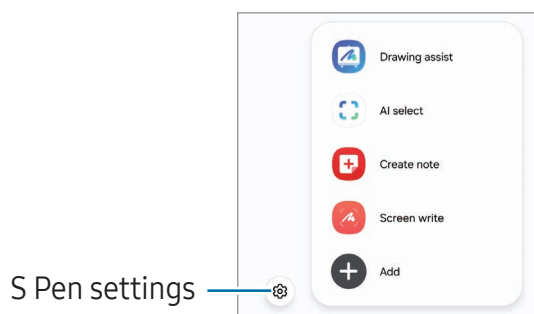 Drawing assist
AI select
Create note
Screen write
Add
S Pen settings